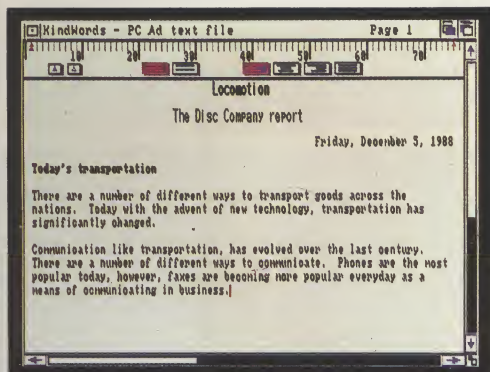 KindWords - PC Ad text file Page 1
10 20 30 40 50 60 70
Locomotion
The Disc Company report
Friday, December 5, 1988
Today's transportation
There are a number of different ways to transport goods across the
nations. Today with the advent of new technology, transportation has
significantly changed.
Communication like transportation, has evolved over the last century.
There are a number of different ways to communicate. Phones are the most
popular today, however, faxes are becoming more popular everyday as a
means of communicating in business.